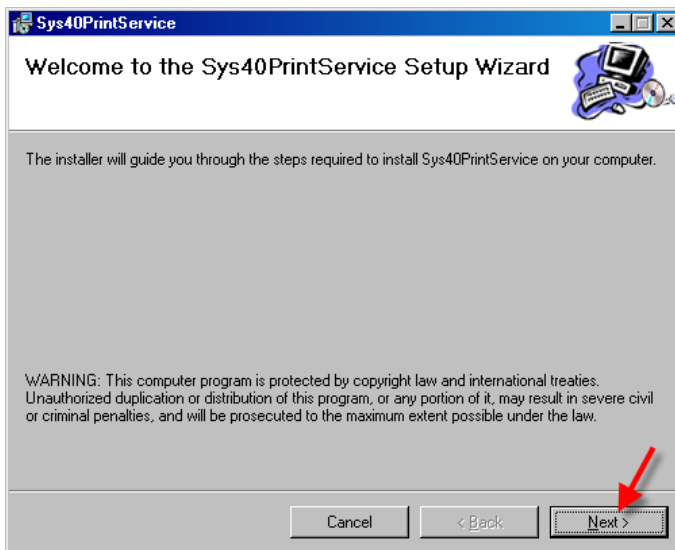 Sys40PrintService
Welcome to the Sys40PrintService Setup Wizard
The installer will guide you through the steps required to install Sys40PrintService on your computer.
WARNING: This computer program is protected by copyright law and international treaties.
Unauthorized duplication or distribution of this program, or any portion of it, may result in severe civil
or criminal penalties, and will be prosecuted to the maximum extent possible under the law.
Cancel < Back Next >